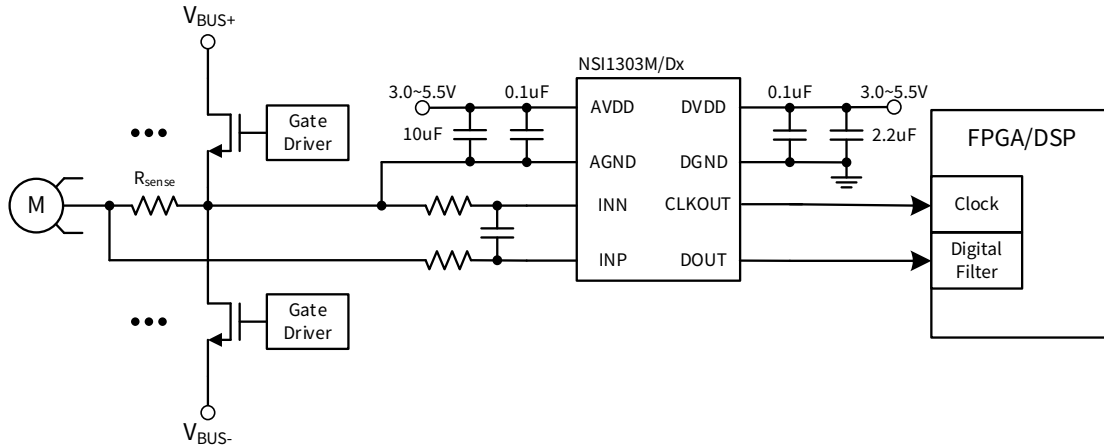 VBUS+
NSI1303M/Dx
3.0~5.5V
0.1uF
AVDD
DVDD
0.1uF
3.0~5.5V
10uF
2.2uF
Gate
Driver
FPGA/DSP
AGND
DGND
Rsense
M
INN
CLKOUT
Clock
INP
DOUT
Digital
Filter
Gate
Driver
VBUS-